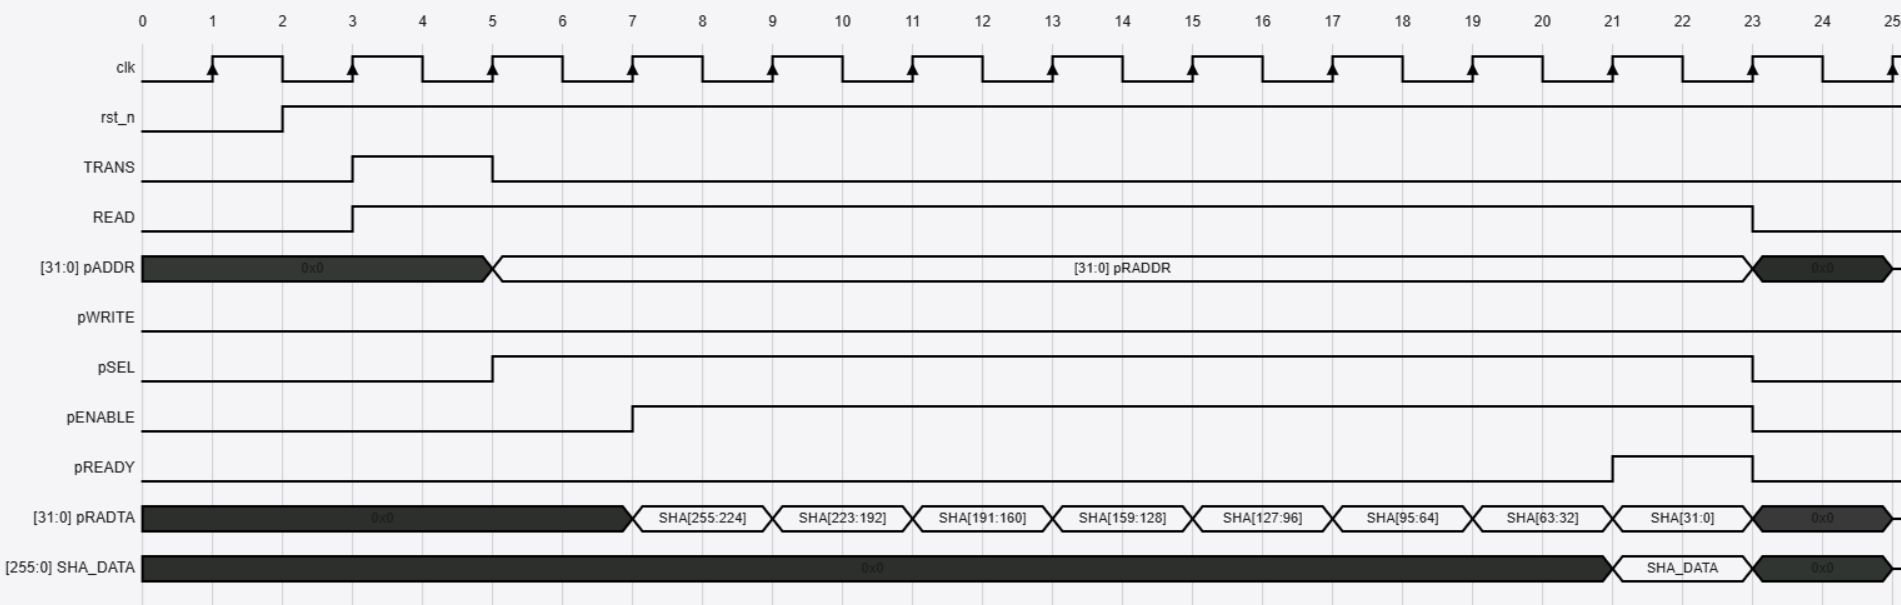 0 1 2 3 4 5 6 7 8 9 10 11 12 13 14 15 16 17 18 19 20 21 22 23 24 25
clk
rst_n
TRANS
READ
[31:0] pADDR 0x0 [31:0] pRADDR 0x0
pWRITE
pSEL
pENABLE
pREADY
[31:0] pRADTA 0x0 SHA[255:224] SHA[223:192] SHA[191:160] SHA[159:128] SHA[127:96] SHA[95:64] SHA[63:32] SHA[31:0] 0x0
[255:0] SHA_DATA 0x0 SHA_DATA 0x0